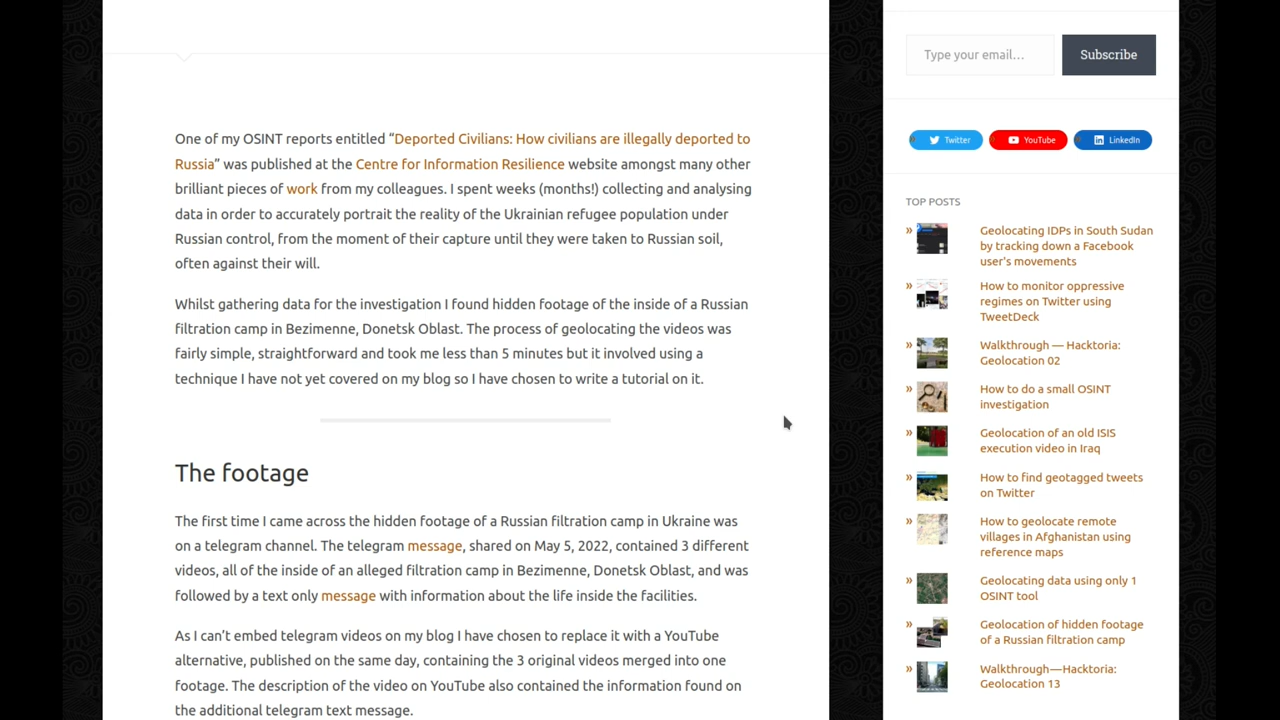 One of my OSINT reports entitled “Deported Civilians: How civilians are illegally deported to
Russia” was published at the Centre for Information Resilience website amongst many other
brilliant pieces of work from my colleagues. I spent weeks (months!) collecting and analysing
data in order to accurately portrait the reality of the Ukrainian refugee population under
Russian control, from the moment of their capture until they were taken to Russian soil,
often against their will.
Whilst gathering data for the investigation I found hidden footage of the inside of a Russian
filtration camp in Bezimenne, Donetsk Oblast. The process of geolocating the videos was
fairly simple, straightforward and took me less than 5 minutes but it involved using a
technique I have not yet covered on my blog so I have chosen to write a tutorial on it.
The footage
The first time I came across the hidden footage of a Russian filtration camp in Ukraine was
on a telegram channel. The telegram message, shared on May 5, 2022, contained 3 different
videos, all of the inside of an alleged filtration camp in Bezimenne, Donetsk Oblast, and was
followed by a text only message with information about the life inside the facilities.
As I can’t embed telegram videos on my blog I have chosen to replace it with a YouTube
alternative, published on the same day, containing the 3 original videos merged into one
footage. The description of the video on YouTube also contained the information found on
the additional telegram text message.
Type your email…
Subscribe
» Twitter
YouTube
LinkedIn
TOP POSTS
» Geolocating IDPs in South Sudan
by tracking down a Facebook
user's movements
» How to monitor oppressive
regimes on Twitter using
TweetDeck
» Walkthrough — Hacktoria:
Geolocation 02
» How to do a small OSINT
investigation
» Geolocation of an old ISIS
execution video in Iraq
» How to find geotagged tweets
on Twitter
» How to geolocate remote
villages in Afghanistan using
reference maps
» Geolocating data using only 1
OSINT tool
» Geolocation of hidden footage
of a Russian filtration camp
» Walkthrough—Hacktoria:
Geolocation 13